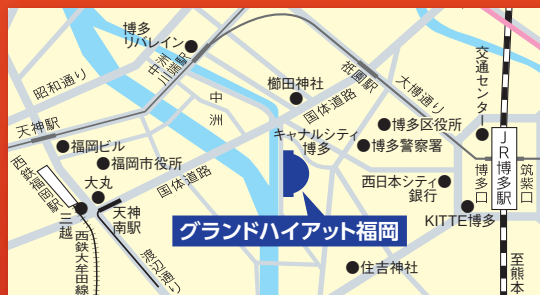 博多
リバレイン
中洲川端駅
昭和通り
天神駅
中洲
櫛田神社
国体道路
祇園駅
大博通り
交通センター
キャナルシティ
博多
博多区役所
博多警察署
福岡ビル
福岡市役所
西鉄福岡駅
大丸
国体道路
西日本シティ
銀行
博多口
JR博多駅
筑紫口
KITTE博多
三越
天神
南駅
グランドハイアット福岡
西鉄大牟田線
渡辺通り
住吉神社
至熊本